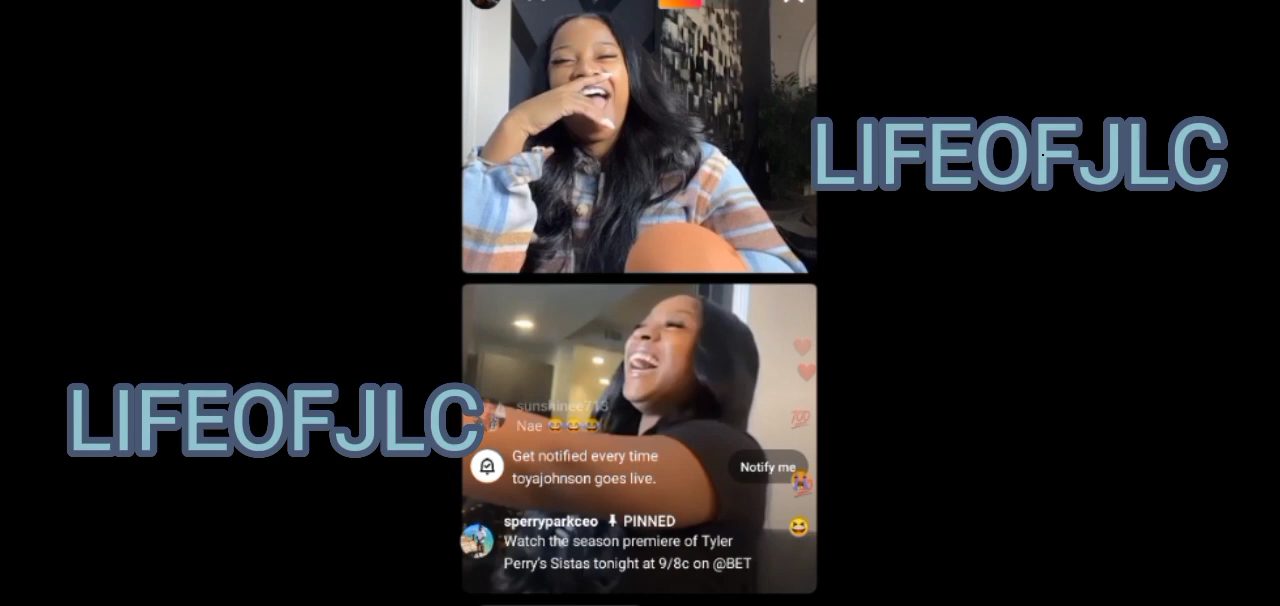 LIFEOFJLC
LIFEOFJLC
sunshinee713
Nae 😂😂😂
Get notified every time
toyajohnson goes live.
Notify me
sperryparkceo PINNED
Watch the season premiere of Tyler
Perry's Sistas tonight at 9/8c on @BET